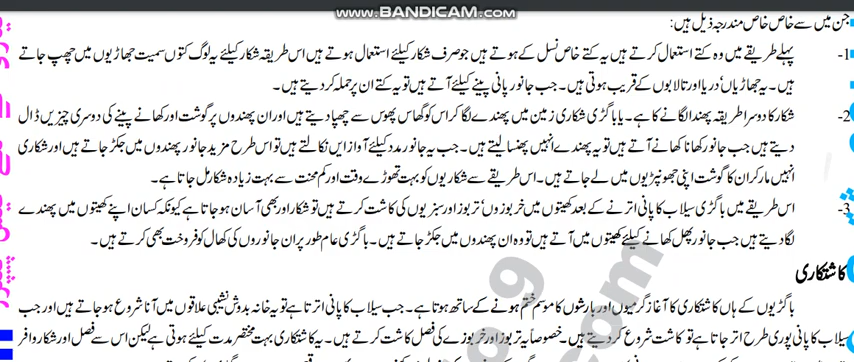 www.BANDICAM.com
جن میں سے خاص خاص مندرجہ ذیل ہیں:
1- پہلے طریقے میں وہ کتے استعمال کرتے ہیں یہ کتے خاص نسل کے ہوتے ہیں جو صرف شکار کیلئے استعمال ہوتے ہیں اس طریقہ شکار کیلئے یہ لوگ کتوں سمیت جھاڑیوں میں چھپ جاتے
ہیں۔ یہ جھاڑیاں دریا اور تالابوں کے قریب ہوتی ہیں۔ جب جانور پانی پینے کیلئے آتے ہیں تو یہ کتے ان پر حملہ کر دیتے ہیں۔
2- شکار کا دوسرا طریقہ پھندا لگانے کا ہے۔ یا باگڑی شکاری زمین میں پھندے لگا کر اس کو گھاس پھوس سے چھپا دیتے ہیں اور ان پھندوں پر گوشت اور کھانے پینے کی دوسری چیزیں ڈال
دیتے ہیں جب جانور کھانا کھانے آتے ہیں تو یہ پھندے انہیں پھنسا لیتے ہیں۔ جب یہ جانور مدد کیلئے آوازایں نکالتے ہیں تو اس طرح مزید جانور پھندوں میں جکڑ جاتے ہیں اور شکاری
انہیں مار کر ان کا گوشت اپنی جھونپڑیوں میں لے جاتے ہیں۔ اس طریقے سے شکاریوں کو بہت تھوڑے وقت اور کم محنت سے بہت زیادہ شکار مل جاتا ہے۔
3- اس طریقے میں باگڑی سیلاب کا پانی اترنے کے بعد کھیتوں میں خربوزوں، تربوز اور سبزیوں کی کاشت کرتے ہیں تو شکار اور بھی آسان ہو جاتا ہے کیونکہ کسان اپنے کھیتوں میں پھندے
لگا دیتے ہیں جب جانور پھل کھانے کیلئے کھیتوں میں آتے ہیں تو وہ ان پھندوں میں جکڑ جاتے ہیں۔ باگڑی عام طور پر ان جانوروں کی کھال کو فروخت بھی کرتے ہیں۔
کاشتکاری
باگڑیوں کے ہاں کاشتکاری کا آغاز گرمیوں اور بارشوں کا موسم ختم ہونے کے ساتھ ہوتا ہے۔ جب سیلاب کا پانی اترتا ہے تو یہ خانہ بدوش نشیبی علاقوں میں آنا شروع ہو جاتے ہیں اور جب
سیلاب کا پانی پوری طرح اتر جاتا ہے تو کاشت شروع کر دیتے ہیں۔ خصوصاً یہ تربوز اور خربوزے کی فصل کاشت کرتے ہیں۔ یہ کاشتکاری بہت مختصر مدت کیلئے ہوتی ہے لیکن اس سے فصل اور شکار وافر